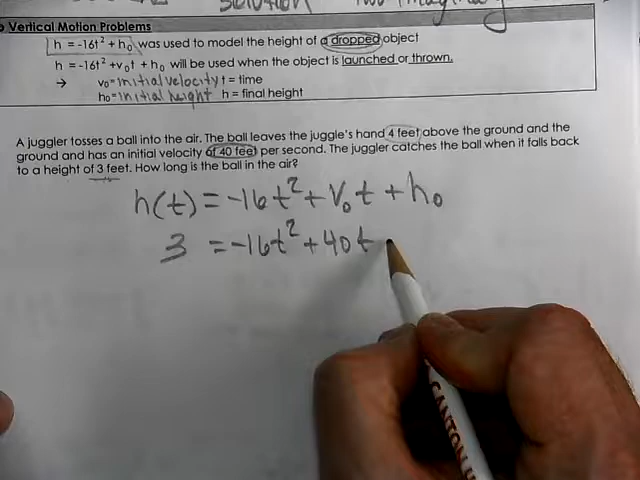 solution
Vertical Motion Problems
h = -16t² + h₀ was used to model the height of a dropped object
h = -16t² +v₀t + h₀ will be used when the object is launched or thrown.
→ v₀=initial velocity t = time
h₀=initial height h = final height
A juggler tosses a ball into the air. The ball leaves the juggle's hand 4 feet above the ground and the
ground and has an initial velocity of 40 feet per second. The juggler catches the ball when it falls back
to a height of 3 feet. How long is the ball in the air?
h(t) = -16t² + V₀t + h₀
3 = -16t² + 40t